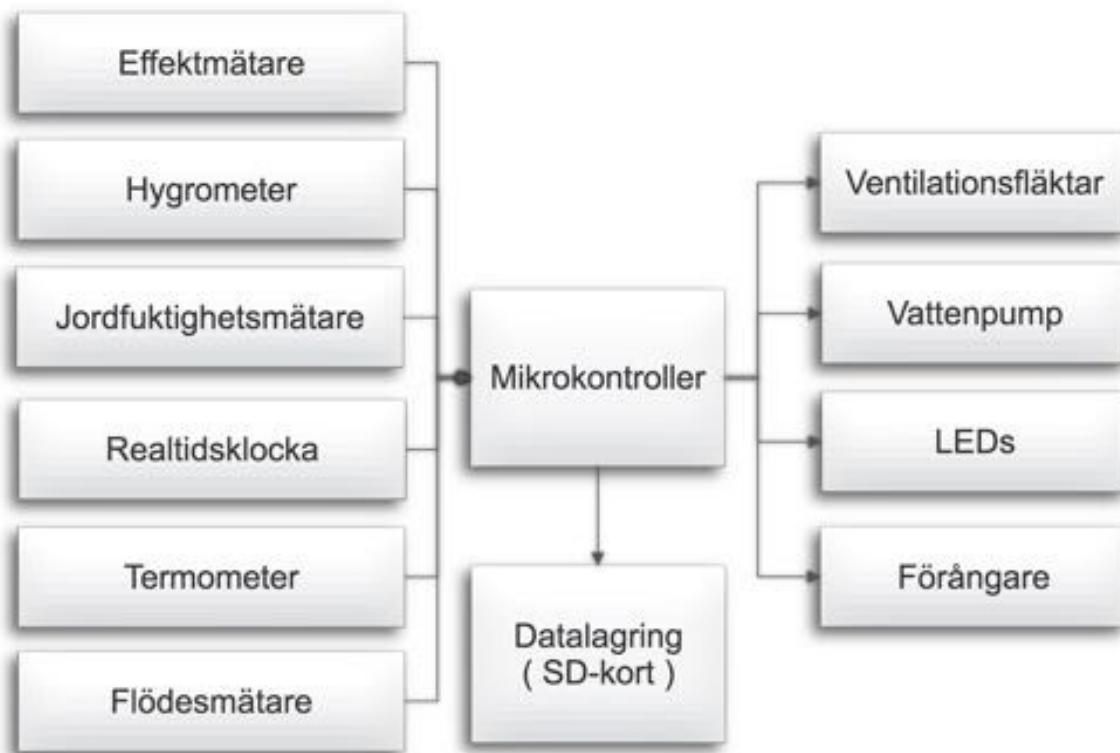 Effektmätare
Hygrometer
Jordfuktighetsmätare
Realtidsklocka
Termometer
Flödesmätare
Mikrokontroller
Datalagring
( SD-kort )
Ventilationsfläktar
Vattenpump
LEDs
Förångare